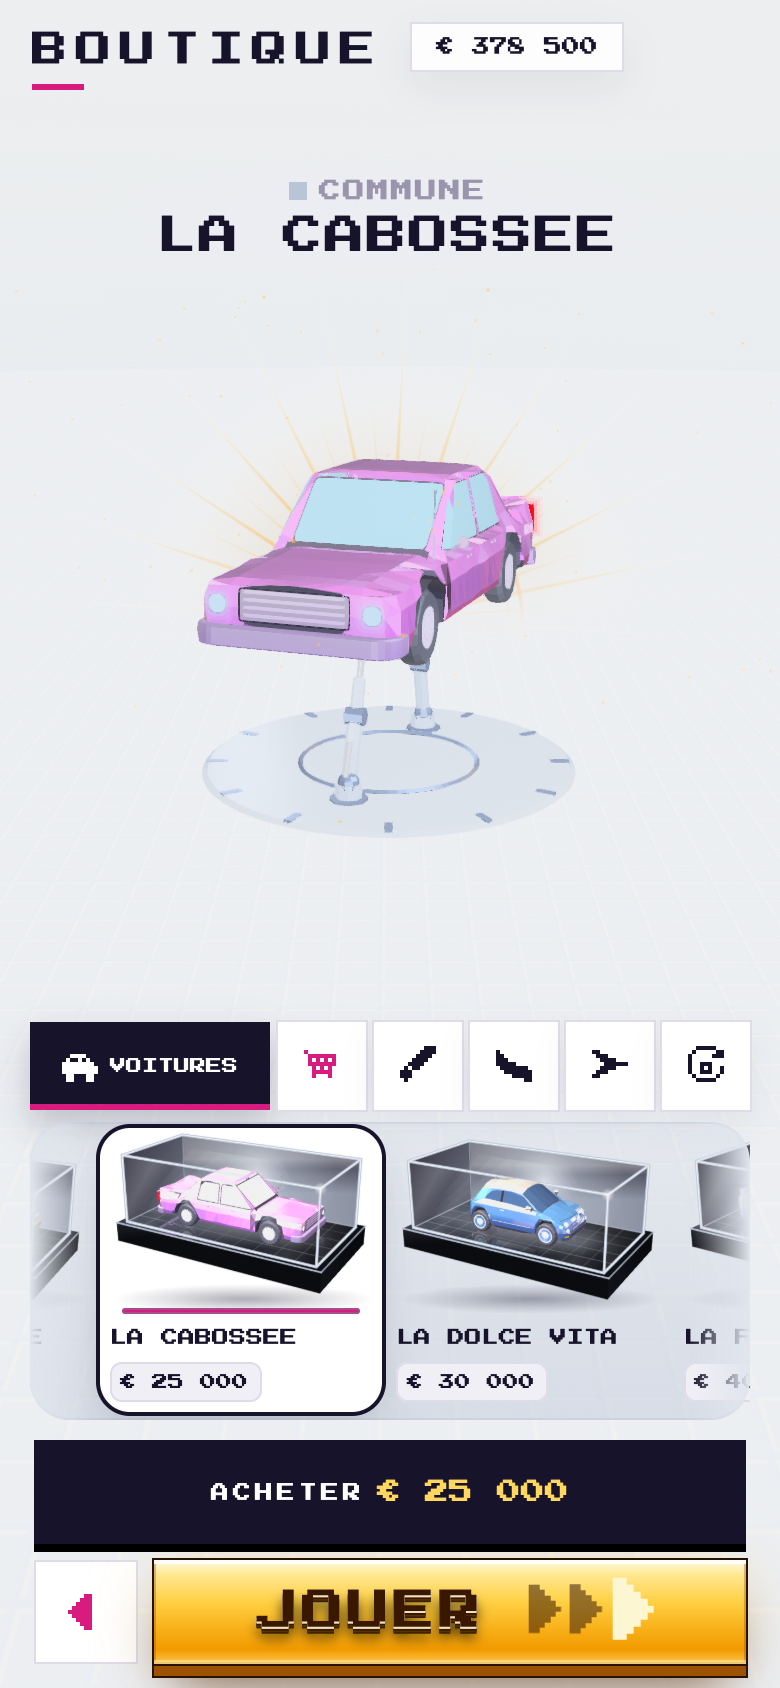 BOUTIQUE
€ 378 500
COMMUNE
LA CABOSSEE
VOITURES
LA CABOSSEE
€ 25 000
LA DOLCE VITA
€ 30 000
LA
€
ACHETER € 25 000
JOUER